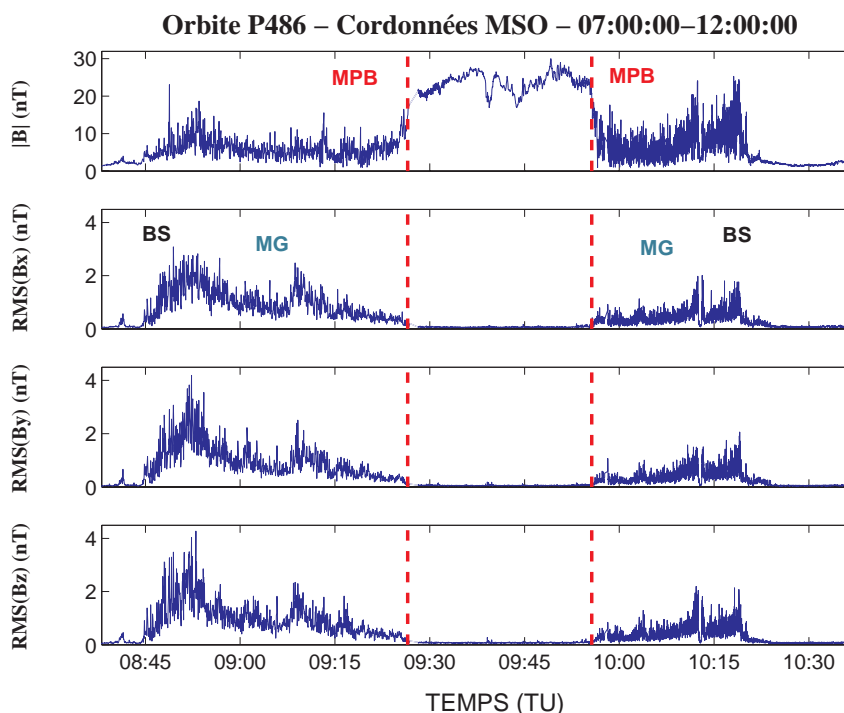 Orbite P486 – Cordonnées MSO – 07:00:00–12:00:00
30
20
10
0
|B| (nT)
MPB
MPB
4
2
0
RMS(Bx) (nT)
BS
MG
MG
BS
4
2
0
RMS(By) (nT)
4
2
0
RMS(Bz) (nT)
08:45 09:00 09:15 09:30 09:45 10:00 10:15 10:30
TEMPS (TU)